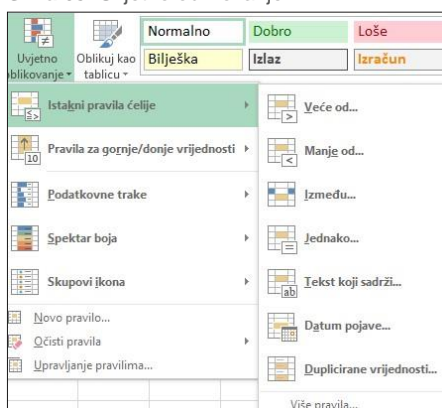 Normalno Dobro Loše
Uvjetno Oblikuj kao Bilješka Izlaz Izračun
blikovanje tablicu
Istakni pravila ćelije
Pravila za gornje/donje vrijednosti
Podatkovne trake
Spektar boja
Skupovi ikona
Novo pravilo...
Očisti pravila
Upravljanje pravilima...
Veće od...
Manje od...
Između...
Jednako...
Tekst koji sadrži...
Datum pojave...
Duplicirane vrijednosti...
Više pravila...